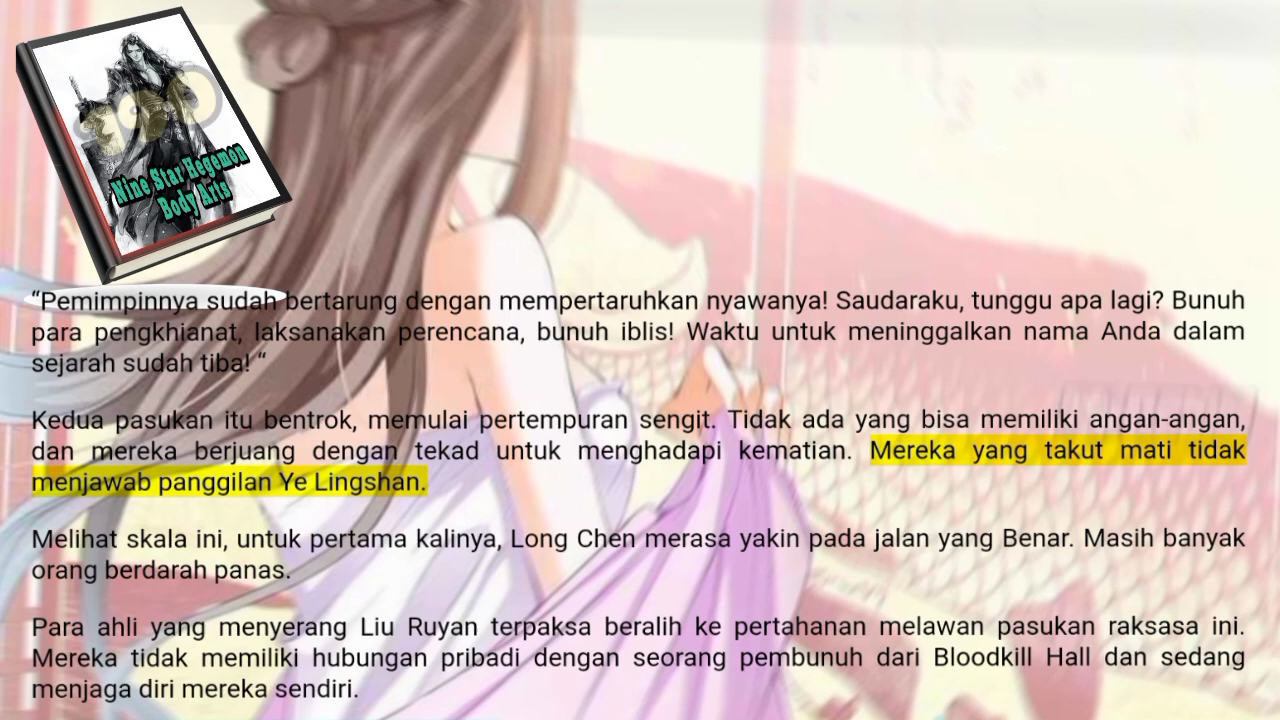 Nine Star Hegemon
Body Arts
“Pemimpinnya sudah bertarung dengan mempertaruhkan nyawanya! Saudaraku, tunggu apa lagi? Bunuh
para pengkhianat, laksanakan perencana, bunuh iblis! Waktu untuk meninggalkan nama Anda dalam
sejarah sudah tiba! “
Kedua pasukan itu bentrok, memulai pertempuran sengit. Tidak ada yang bisa memiliki angan-angan,
dan mereka berjuang dengan tekad untuk menghadapi kematian. Mereka yang takut mati tidak
menjawab panggilan Ye Lingshan.
Melihat skala ini, untuk pertama kalinya, Long Chen merasa yakin pada jalan yang Benar. Masih banyak
orang berdarah panas.
Para ahli yang menyerang Liu Ruyan terpaksa beralih ke pertahanan melawan pasukan raksasa ini.
Mereka tidak memiliki hubungan pribadi dengan seorang pembunuh dari Bloodkill Hall dan sedang
menjaga diri mereka sendiri.